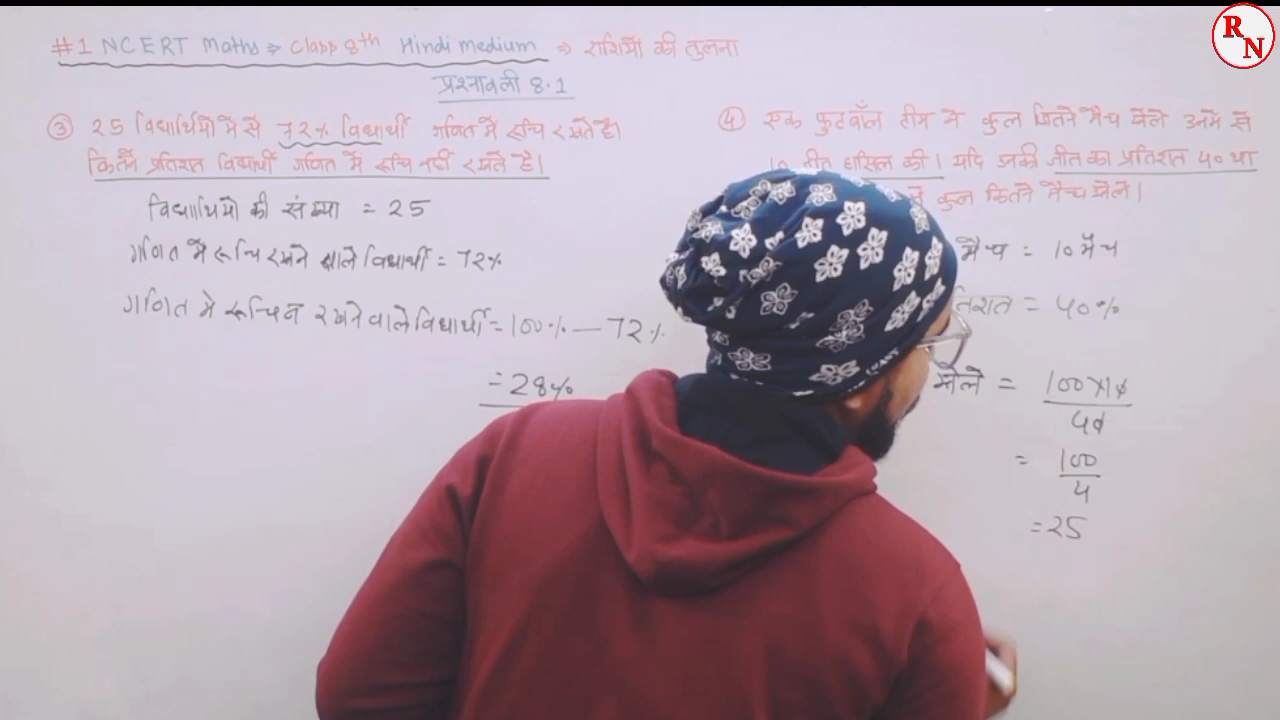 RN
#1 NCERT Maths ⇒ Class 8th Hindi Medium ⇒ राशियों की तुलना
प्रश्नावली 8.1
③ 25 विद्यार्थियों में से 72% विद्यार्थी गणित में रूचि रखते है।
कितने प्रतिशत विद्यार्थी गणित में रूचि नहीं रखते है।
विद्यार्थियों की संख्या = 25
गणित में रूचि रखने वाले विद्यार्थी = 72%
गणित में रूचि न रखने वाले विद्यार्थी = 100% — 72%
= 28%
④ एक फुटबॉल टीम ने कुल जितने मैच खेले उनमें से
10 जीत हासिल की। यदि उनकी जीत का प्रतिशत 40 था
ने कुल कितने मैच खेले।
मैच = 10 मैच
तिशत = 40%
खेले = 100×10
40
= 100
4
= 25